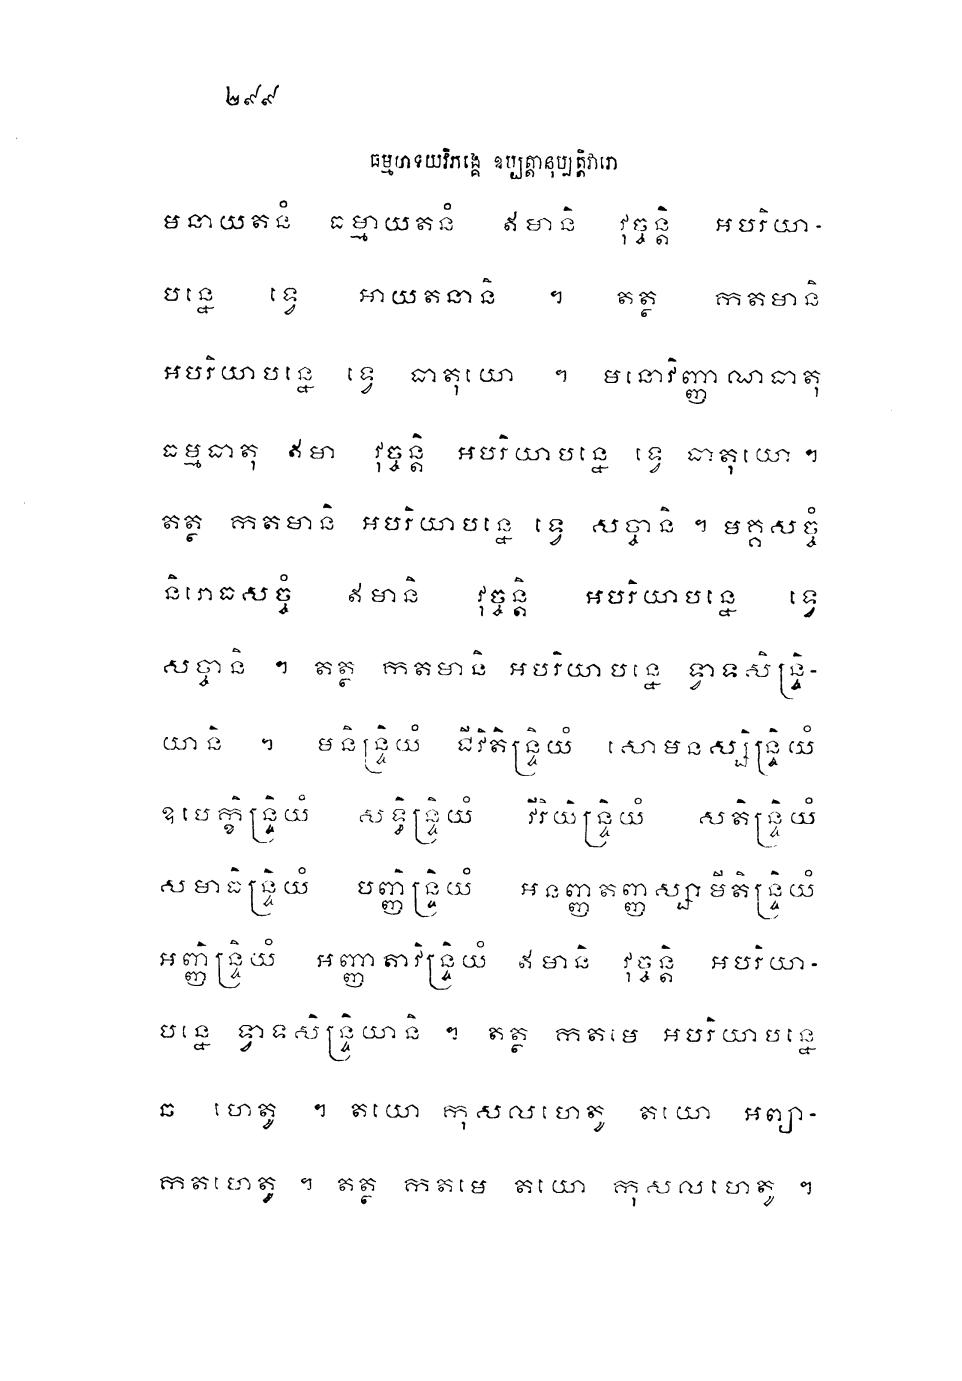 ២៩៩
ធម្មហទយវិភង្គេ ឧប្បត្តានុប្បត្តិវារោ
មនាយតនំ ធម្មាយតនំ ឥមានិ វុច្ចន្តិ អបរិយា-
បន្នេ ទ្វេ អាយតនានិ ។ តត្ថ កតមានិ
អបរិយាបន្នេ ទ្វេ ធាតុយោ ។ មនោវិញ្ញាណធាតុ
ធម្មធាតុ ឥមា វុច្ចន្តិ អបរិយាបន្នេ ទ្វេ ធាតុយោ ។
តត្ថ កតមានិ អបរិយាបន្នេ ទ្វេ សច្ចានិ ។ មគ្គសច្ចំ
និរោធសច្ចំ ឥមានិ វុច្ចន្តិ អបរិយាបន្នេ ទ្វេ
សច្ចានិ ។ តត្ថ កតមានិ អបរិយាបន្នេ ទ្វាទសិន្ទ្រិ-
យានិ ។ មនិន្ទ្រិយំ ជីវិតិន្ទ្រិយំ សោមនស្សិន្ទ្រិយំ
ឧបេក្ខិន្ទ្រិយំ សទ្ធិន្ទ្រិយំ វីរិយិន្ទ្រិយំ សតិន្ទ្រិយំ
សមាធិន្ទ្រិយំ បញ្ញិន្ទ្រិយំ អនញ្ញតញ្ញស្សាមីតិន្ទ្រិយំ
អញ្ញិន្ទ្រិយំ អញ្ញាតាវិន្ទ្រិយំ ឥមានិ វុច្ចន្តិ អបរិយា-
បន្នេ ទ្វាទសិន្ទ្រិយានិ ។ តត្ថ កតមេ អបរិយាបន្នេ
ឆ ហេតូ ។ តយោ កុសលហេតូ តយោ អព្យា-
កតហេតូ ។ តត្ថ កតមេ តយោ កុសលហេតូ ។